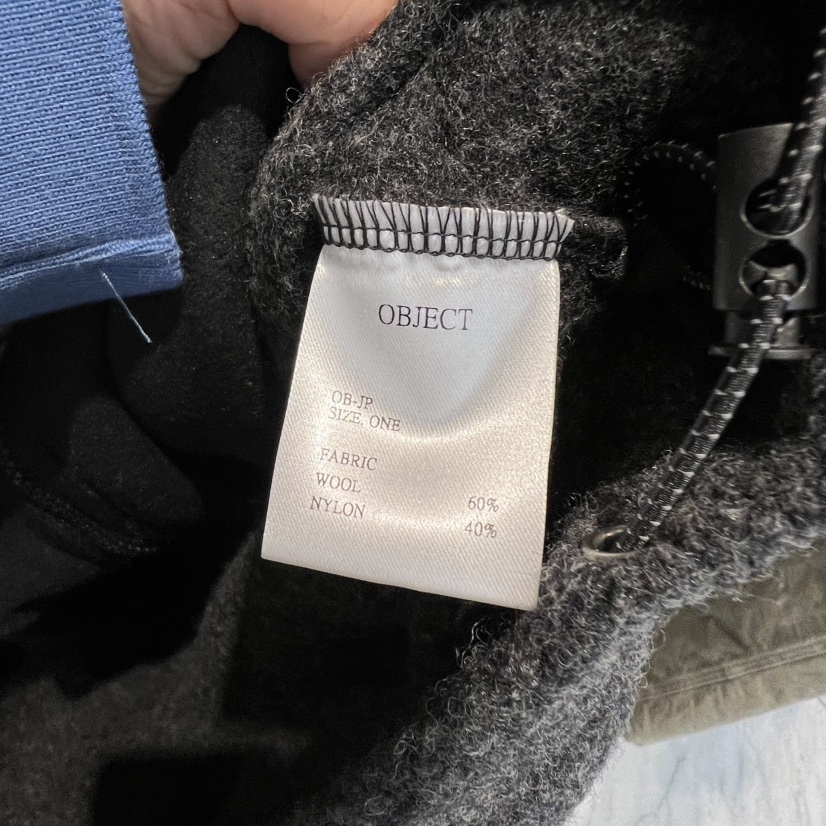 OBJECT
OB-JP
SIZE. ONE
FABRIC
WOOL 60%
NYLON 40%